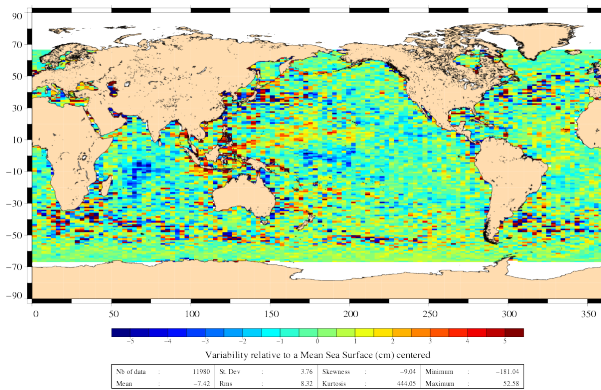 90
70
50
30
10
−10
−30
−50
−70
−90
0 50 100 150 200 250 300 350
−5 −4 −3 −2 −1 0 1 2 3 4 5
Variability relative to a Mean Sea Surface (cm) centered
Nb of data : 11980 St. Dev : 3.76 Skewness : −9.04 Minimum : −181.04
Mean : −7.42 Rms : 8.32 Kurtosis : 444.05 Maximum : 52.58